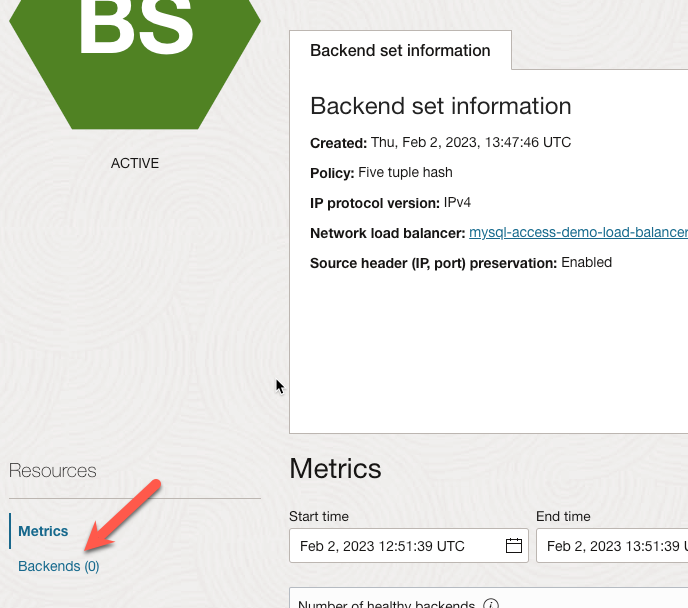 BS
ACTIVE
Backend set information
Backend set information
Created: Thu, Feb 2, 2023, 13:47:46 UTC
Policy: Five tuple hash
IP protocol version: IPv4
Network load balancer: mysql-access-demo-load-balancer
Source header (IP, port) preservation: Enabled
Resources
Metrics
Backends (0)
Metrics
Start time
End time
Feb 2, 2023 12:51:39 UTC
Feb 2, 2023 13:51:39 U
Number of healthy backends